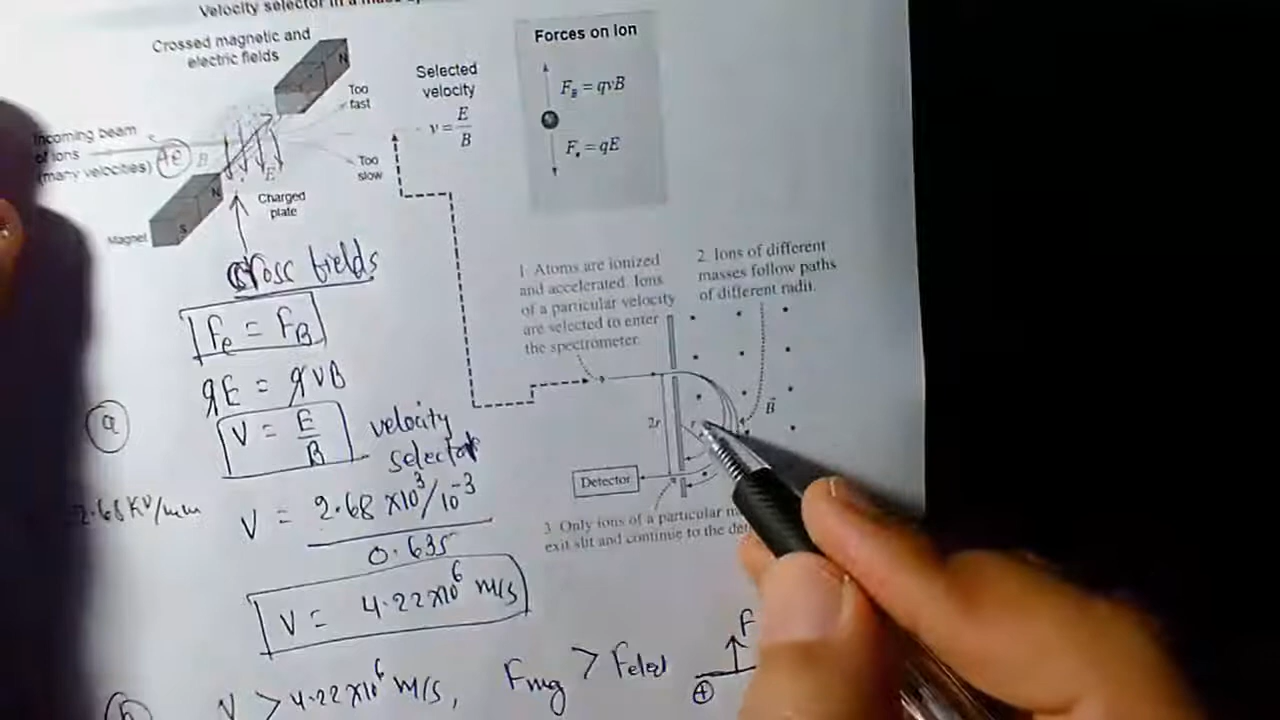 Velocity selector in a mass
Crossed magnetic and
electric fields
N
Too
fast
Incoming beam
of ions
(many velocities)
Ae
B
E
Too
slow
N
S
Magnet
Charged
plate
Selected
velocity
v = E/B
Forces on Ion
F_B = qvB
F_e = qE
cross fields
Fe = FB
qE = qvB
a
V = E/B
velocity
selector
2.68 KV/mm
V = 2.68 x10^3/10^-3 / 0.635
V = 4.22x10^6 m/s
b
V > 4.22x10^6 m/s, Fmg > Felect
F
+
1. Atoms are ionized
and accelerated. Ions
of a particular velocity
are selected to enter
the spectrometer.
2. Ions of different
masses follow paths
of different radii.
2r
r
B
Detector
3. Only ions of a particular
exit slit and continue to the